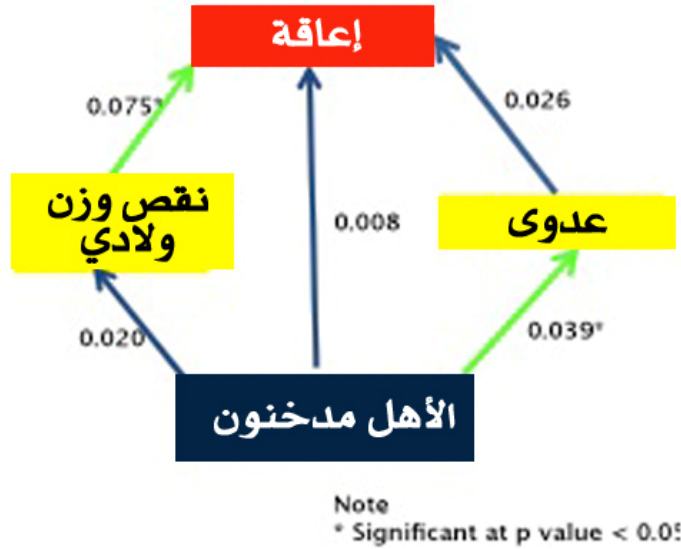 إعاقة
0.075*
0.026
نقص وزن
ولادي
0.008
عدوى
0.020
0.039*
الأهل مدخنون
Note
* Significant at p value < 0.05